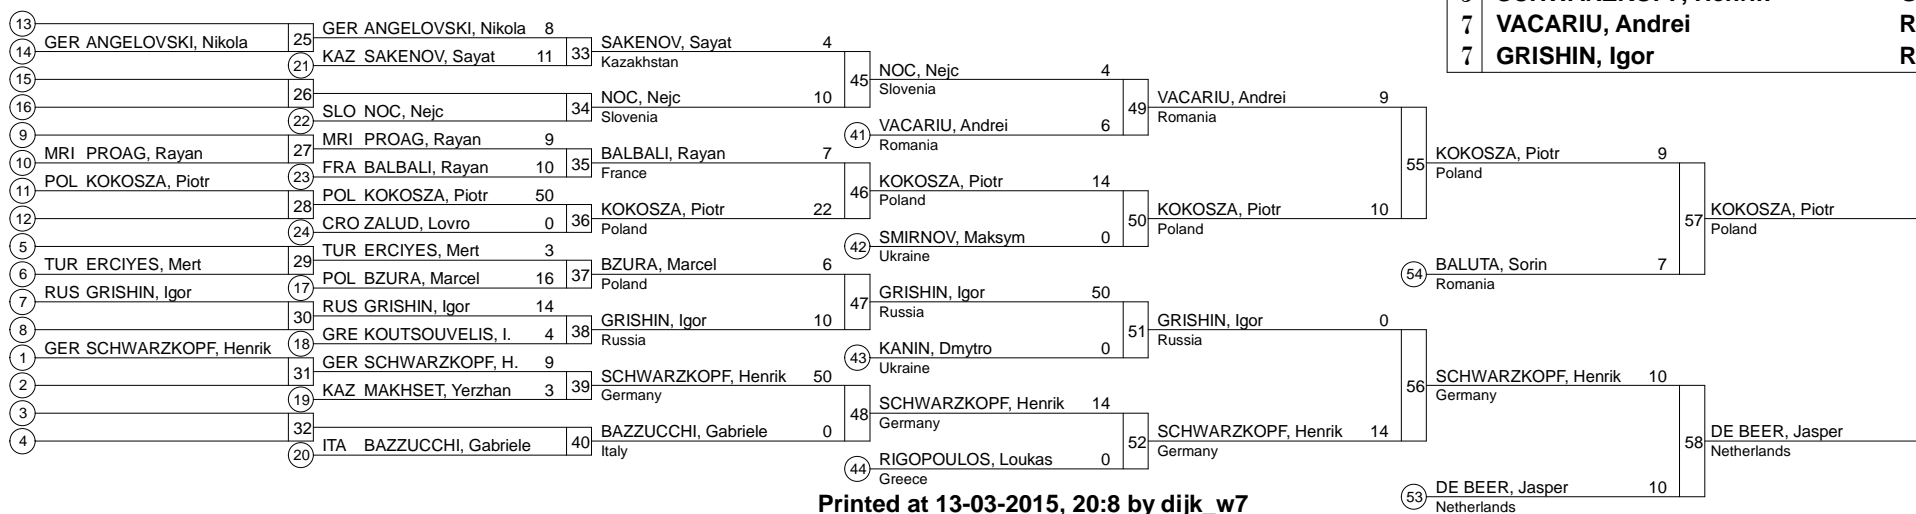 13
14 GER ANGELOVSKI, Nikola
15
16
9
10 MRI PROAG, Rayan
11 POL KOKOSZA, Piotr
12
5
6 TUR ERCIYES, Mert
7 RUS GRISHIN, Igor
8
1 GER SCHWARZKOPF, Henrik
2
3
4
25 GER ANGELOVSKI, Nikola 8
21 KAZ SAKENOV, Sayat 11
26
22 SLO NOC, Nejc
27 MRI PROAG, Rayan 9
23 FRA BALBALI, Rayan 10
28 POL KOKOSZA, Piotr 50
24 CRO ZALUD, Lovro 0
29 TUR ERCIYES, Mert 3
17 POL BZURA, Marcel 16
30 RUS GRISHIN, Igor 14
18 GRE KOUTSOUVELIS, I. 4
31 GER SCHWARZKOPF, H. 9
19 KAZ MAKHSET, Yerzhan 3
32
20 ITA BAZZUCCHI, Gabriele
33 SAKENOV, Sayat 4
Kazakhstan
34 NOC, Nejc 10
Slovenia
35 BALBALI, Rayan 7
France
36 KOKOSZA, Piotr 22
Poland
37 BZURA, Marcel 6
Poland
38 GRISHIN, Igor 10
Russia
39 SCHWARZKOPF, Henrik 50
Germany
40 BAZZUCCHI, Gabriele 0
Italy
45 NOC, Nejc 4
Slovenia
41 VACARIU, Andrei 6
Romania
46 KOKOSZA, Piotr 14
Poland
42 SMIRNOV, Maksym 0
Ukraine
47 GRISHIN, Igor 50
Russia
43 KANIN, Dmytro 0
Ukraine
48 SCHWARZKOPF, Henrik 14
Germany
44 RIGOPOULOS, Loukas 0
Greece
49 VACARIU, Andrei 9
Romania
50 KOKOSZA, Piotr 10
Poland
51 GRISHIN, Igor 0
Russia
52 SCHWARZKOPF, Henrik 14
Germany
55 KOKOSZA, Piotr 9
Poland
54 BALUTA, Sorin 7
Romania
56 SCHWARZKOPF, Henrik 10
Germany
53 DE BEER, Jasper 10
Netherlands
57 KOKOSZA, Piotr
Poland
58 DE BEER, Jasper
Netherlands
7 VACARIU, Andrei R
7 GRISHIN, Igor R
Printed at 13-03-2015, 20:8 by dijk_w7